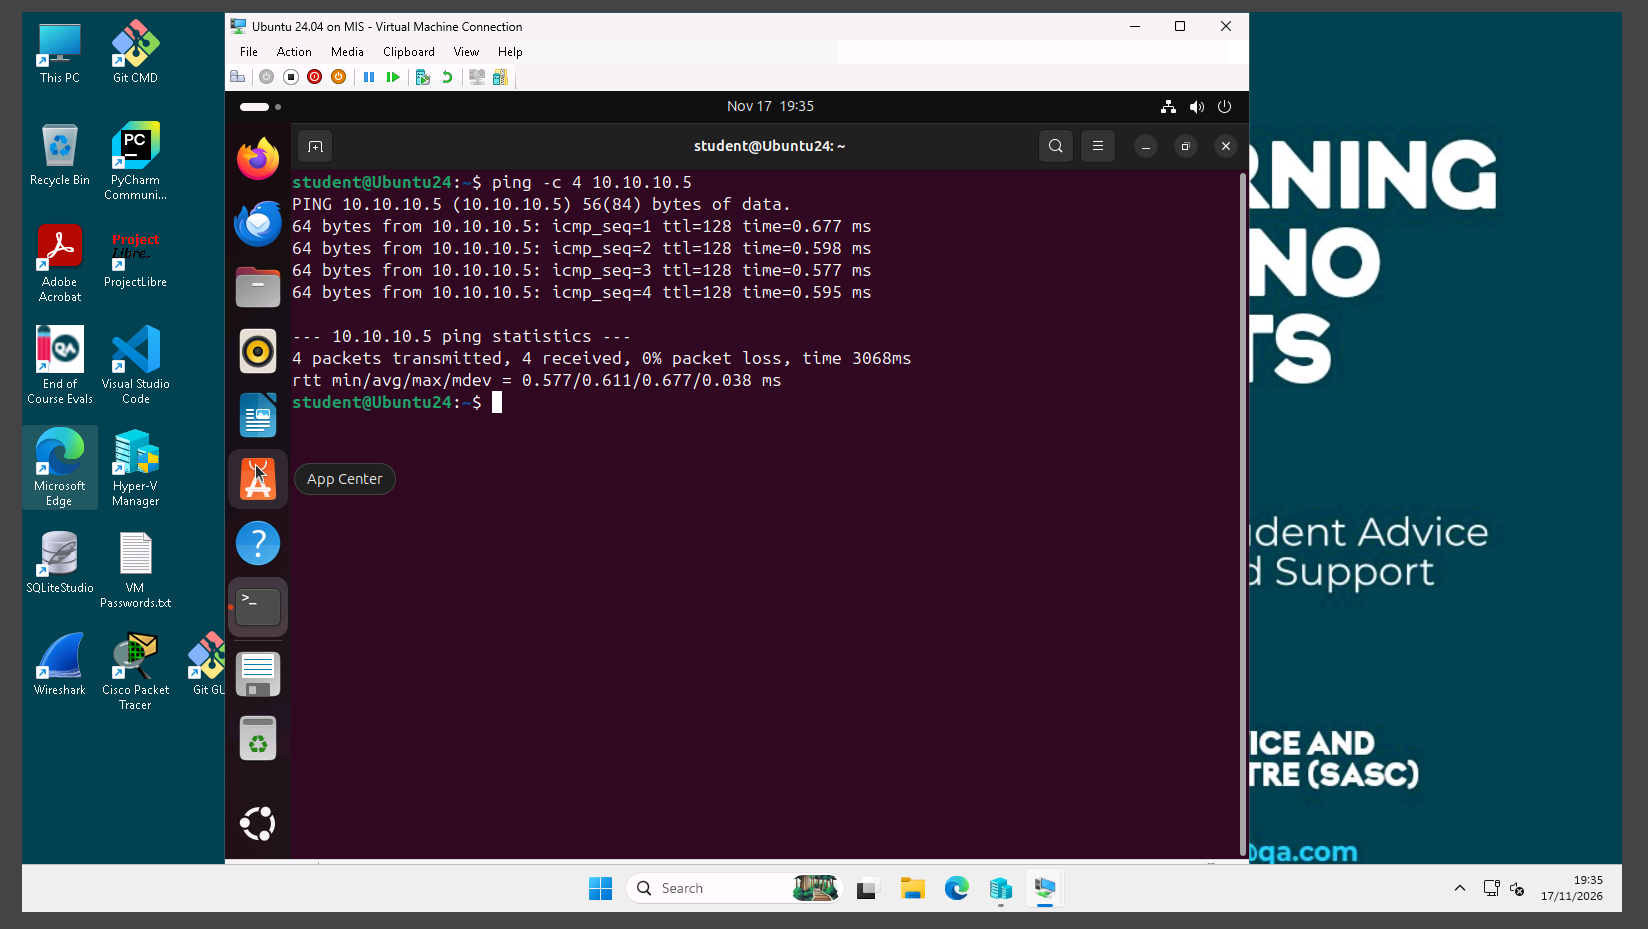 This PC
Git CMD
Recycle Bin
PyCharm
Communi...
Adobe
Acrobat
Project
Libre..
ProjectLibre
End of
Course Evals
Visual Studio
Code
Microsoft
Edge
Hyper-V
Manager
SQLiteStudio
VM
Passwords.txt
Wireshark
Cisco Packet
Tracer
Git GU
PC
QA
Ubuntu 24.04 on MIS - Virtual Machine Connection
File Action Media Clipboard View Help
Nov 17 19:35
student@Ubuntu24: ~
student@Ubuntu24:~$ ping -c 4 10.10.10.5
PING 10.10.10.5 (10.10.10.5) 56(84) bytes of data.
64 bytes from 10.10.10.5: icmp_seq=1 ttl=128 time=0.677 ms
64 bytes from 10.10.10.5: icmp_seq=2 ttl=128 time=0.598 ms
64 bytes from 10.10.10.5: icmp_seq=3 ttl=128 time=0.577 ms
64 bytes from 10.10.10.5: icmp_seq=4 ttl=128 time=0.595 ms
--- 10.10.10.5 ping statistics ---
4 packets transmitted, 4 received, 0% packet loss, time 3068ms
rtt min/avg/max/mdev = 0.577/0.611/0.677/0.038 ms
student@Ubuntu24:~$
App Center
RNING
NO
TS
dent Advice
d Support
ICE AND
TRE (SASC)
@qa.com
Search
19:35
17/11/2026